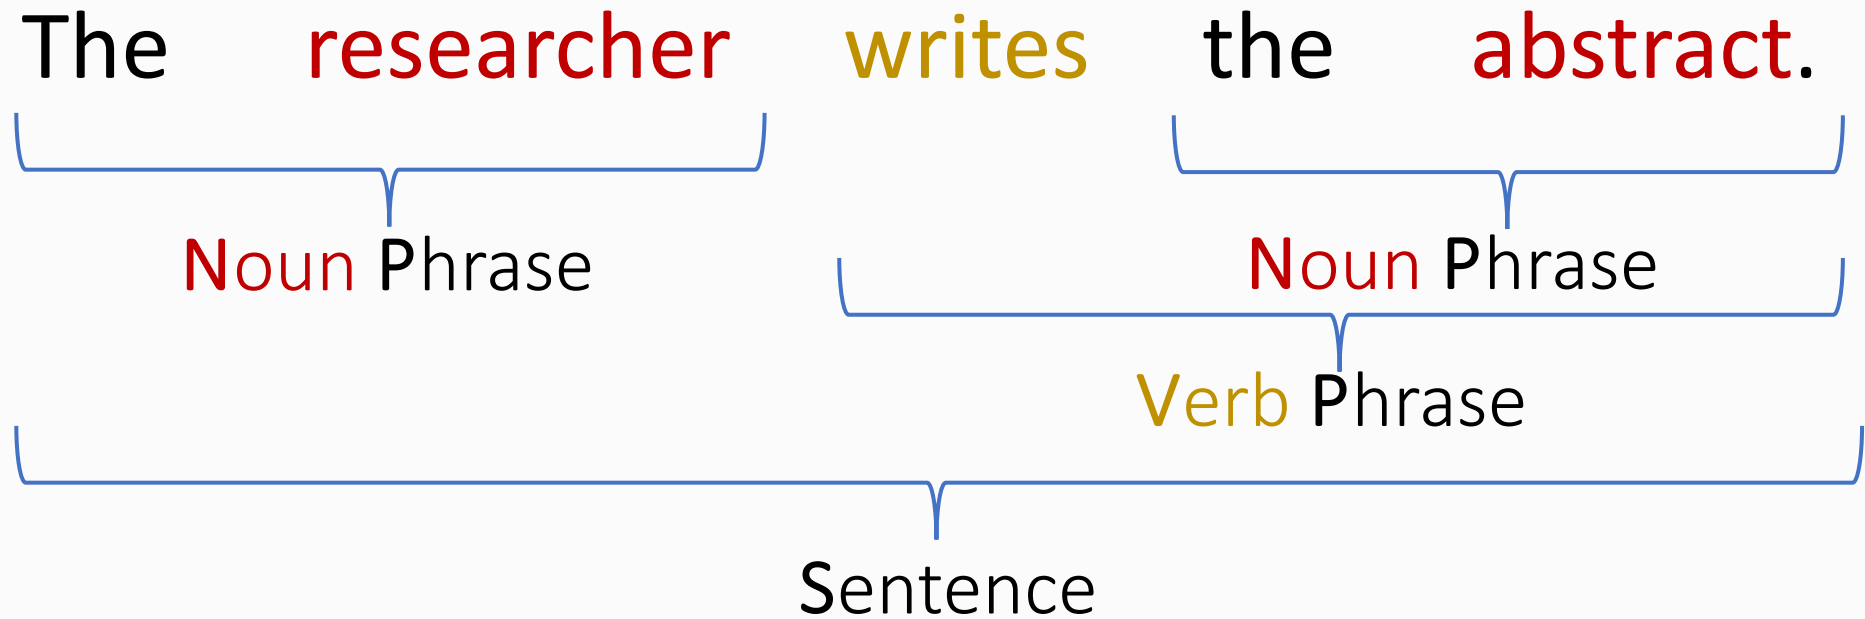 The researcher writes the abstract.
Noun Phrase Noun Phrase
Verb Phrase
Sentence